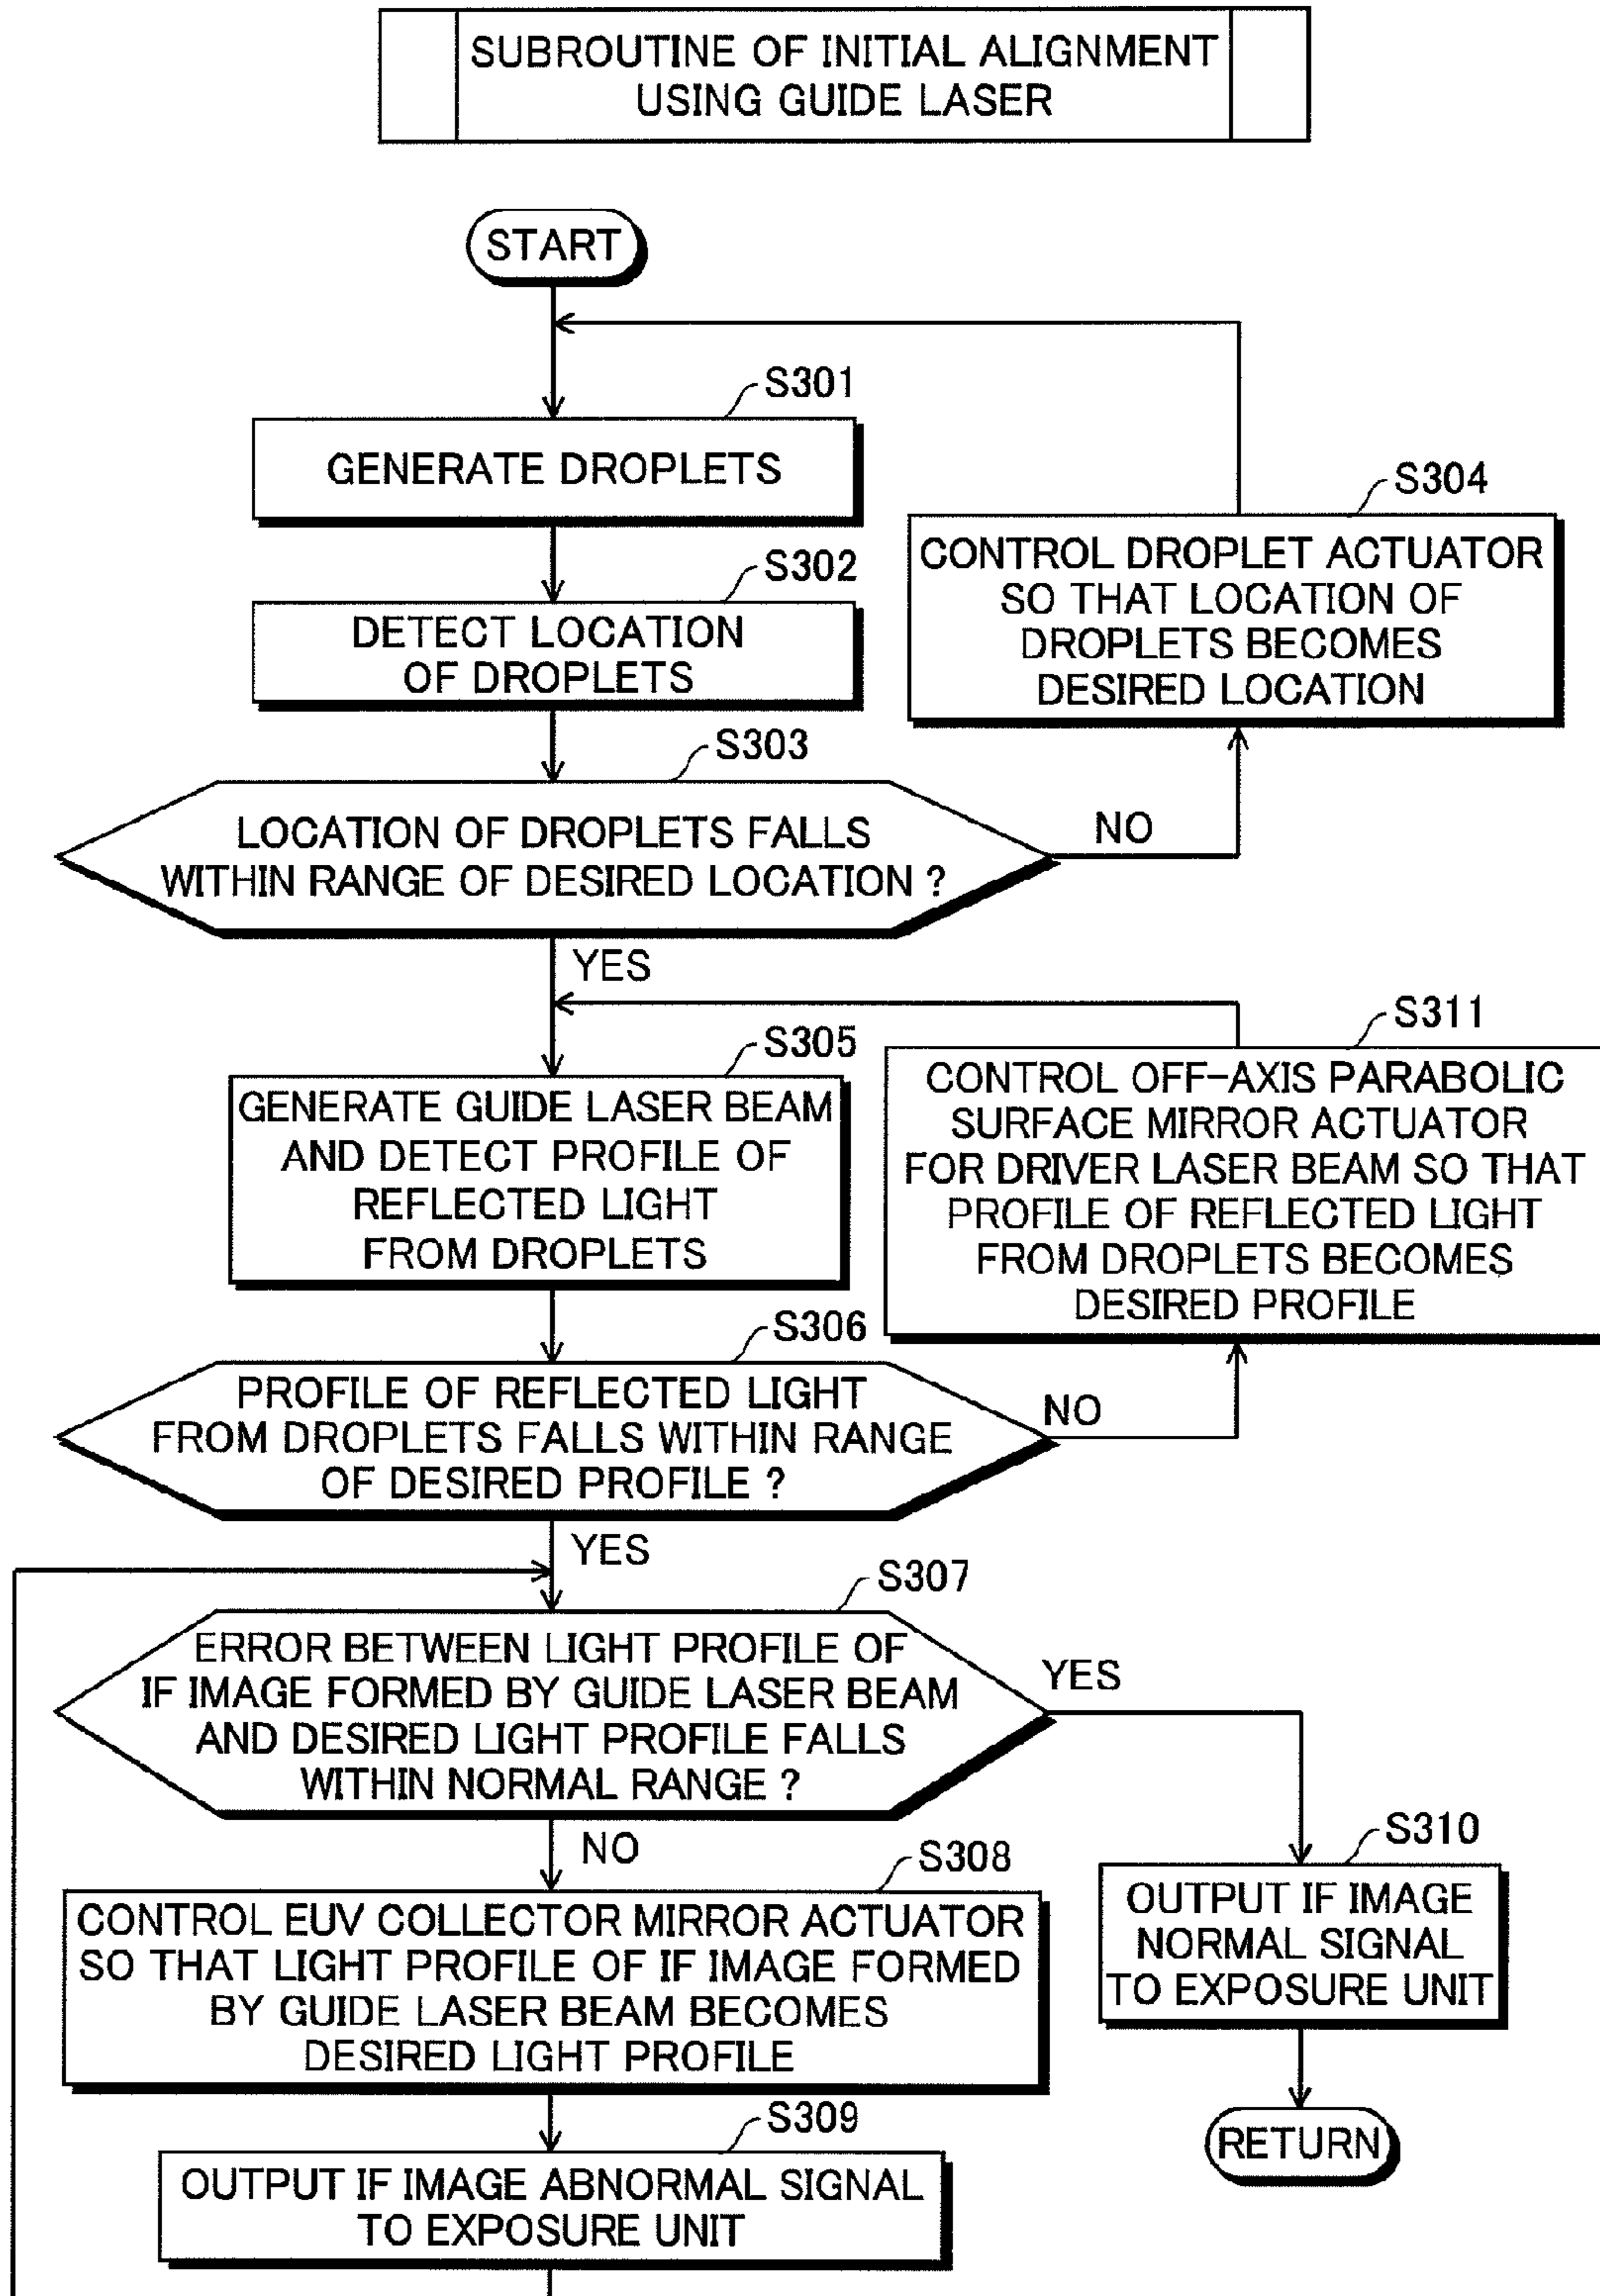 SUBROUTINE OF INITIAL ALIGNMENT
USING GUIDE LASER
START
S301
GENERATE DROPLETS
S302
DETECT LOCATION
OF DROPLETS
S303
LOCATION OF DROPLETS FALLS
WITHIN RANGE OF DESIRED LOCATION ?
NO
S304
CONTROL DROPLET ACTUATOR
SO THAT LOCATION OF
DROPLETS BECOMES
DESIRED LOCATION
YES
S305
GENERATE GUIDE LASER BEAM
AND DETECT PROFILE OF
REFLECTED LIGHT
FROM DROPLETS
S311
CONTROL OFF-AXIS PARABOLIC
SURFACE MIRROR ACTUATOR
FOR DRIVER LASER BEAM SO THAT
PROFILE OF REFLECTED LIGHT
FROM DROPLETS BECOMES
DESIRED PROFILE
S306
PROFILE OF REFLECTED LIGHT
FROM DROPLETS FALLS WITHIN RANGE
OF DESIRED PROFILE ?
NO
YES
S307
ERROR BETWEEN LIGHT PROFILE OF
IF IMAGE FORMED BY GUIDE LASER BEAM
AND DESIRED LIGHT PROFILE FALLS
WITHIN NORMAL RANGE ?
YES
NO
S308
CONTROL EUV COLLECTOR MIRROR ACTUATOR
SO THAT LIGHT PROFILE OF IF IMAGE FORMED
BY GUIDE LASER BEAM BECOMES
DESIRED LIGHT PROFILE
S310
OUTPUT IF IMAGE
NORMAL SIGNAL
TO EXPOSURE UNIT
S309
OUTPUT IF IMAGE ABNORMAL SIGNAL
TO EXPOSURE UNIT
RETURN